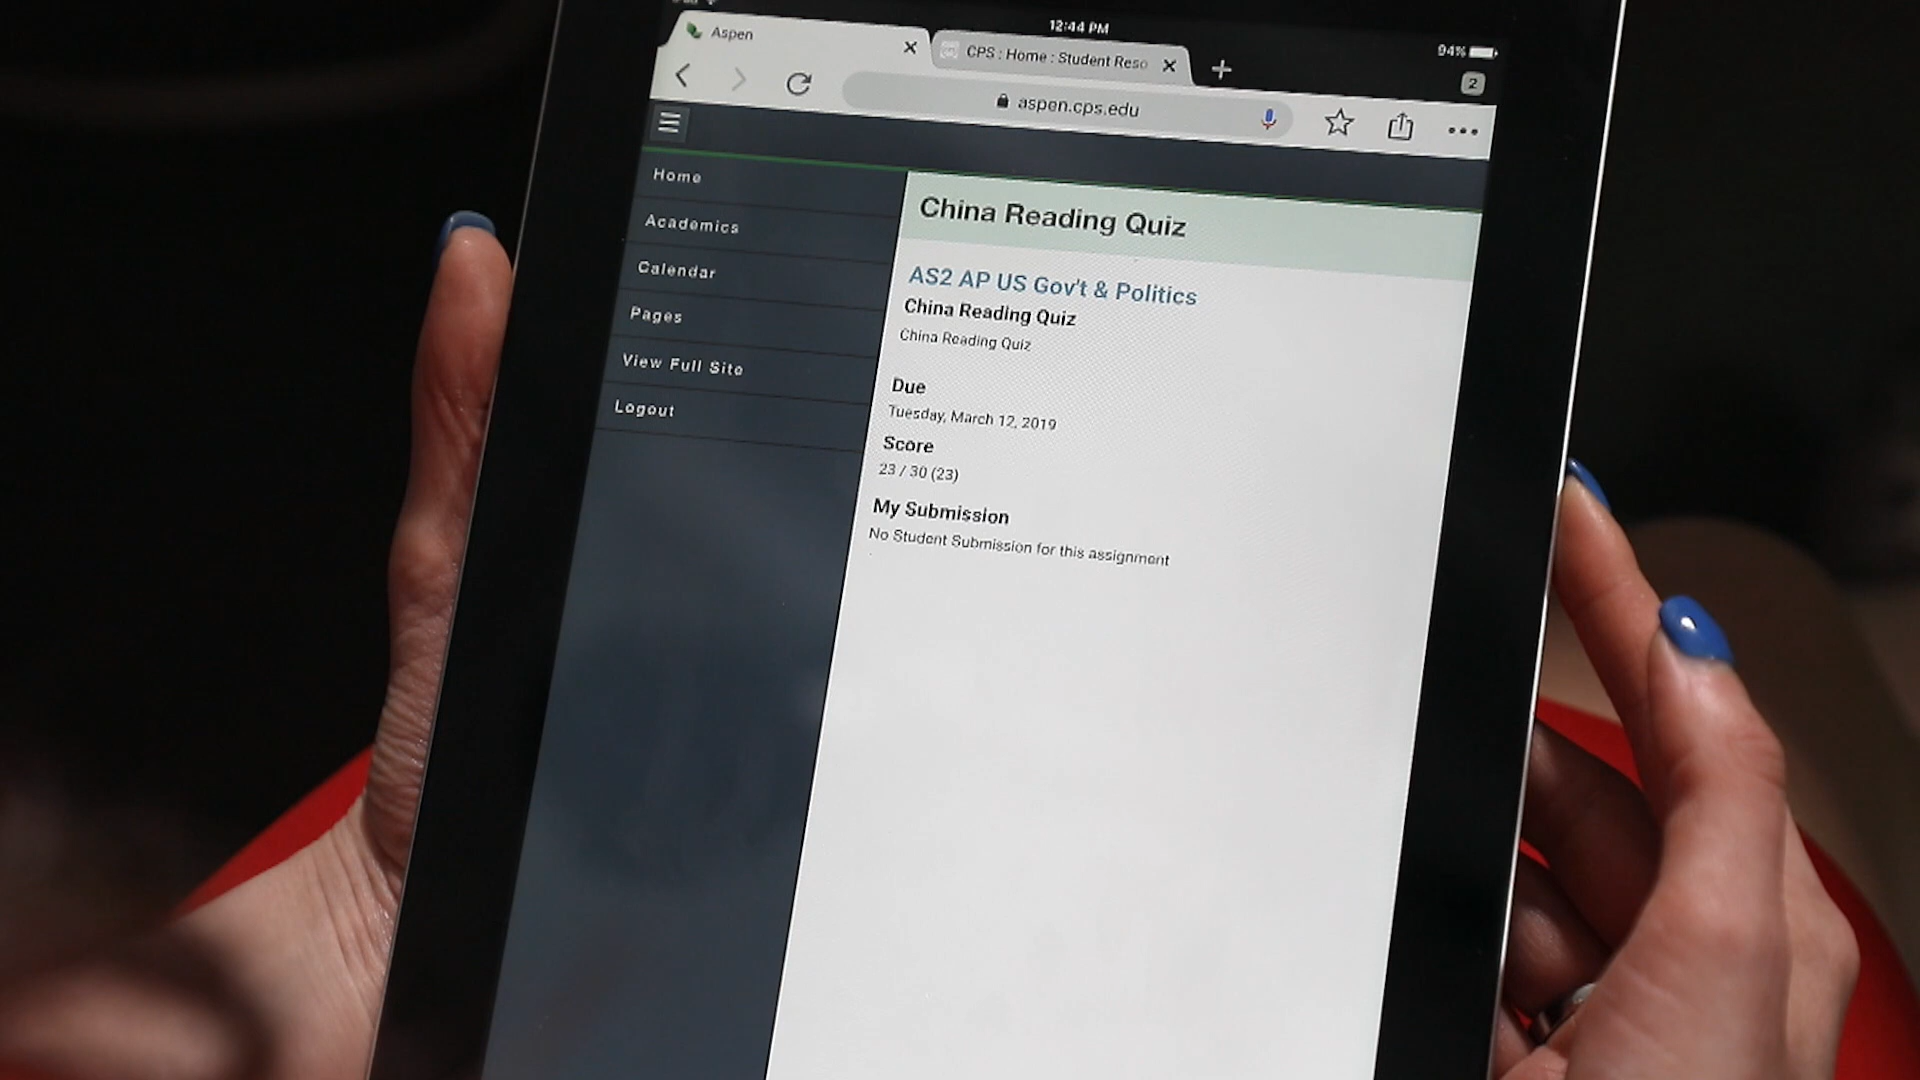 12:44 PM
94%
Aspen
CPS : Home : Student Reso
2
aspen.cps.edu
Home
Academics
Calendar
Pages
View Full Site
Logout
China Reading Quiz
AS2 AP US Gov't & Politics
China Reading Quiz
China Reading Quiz
Due
Tuesday, March 12, 2019
Score
23 / 30 (23)
My Submission
No Student Submission for this assignment